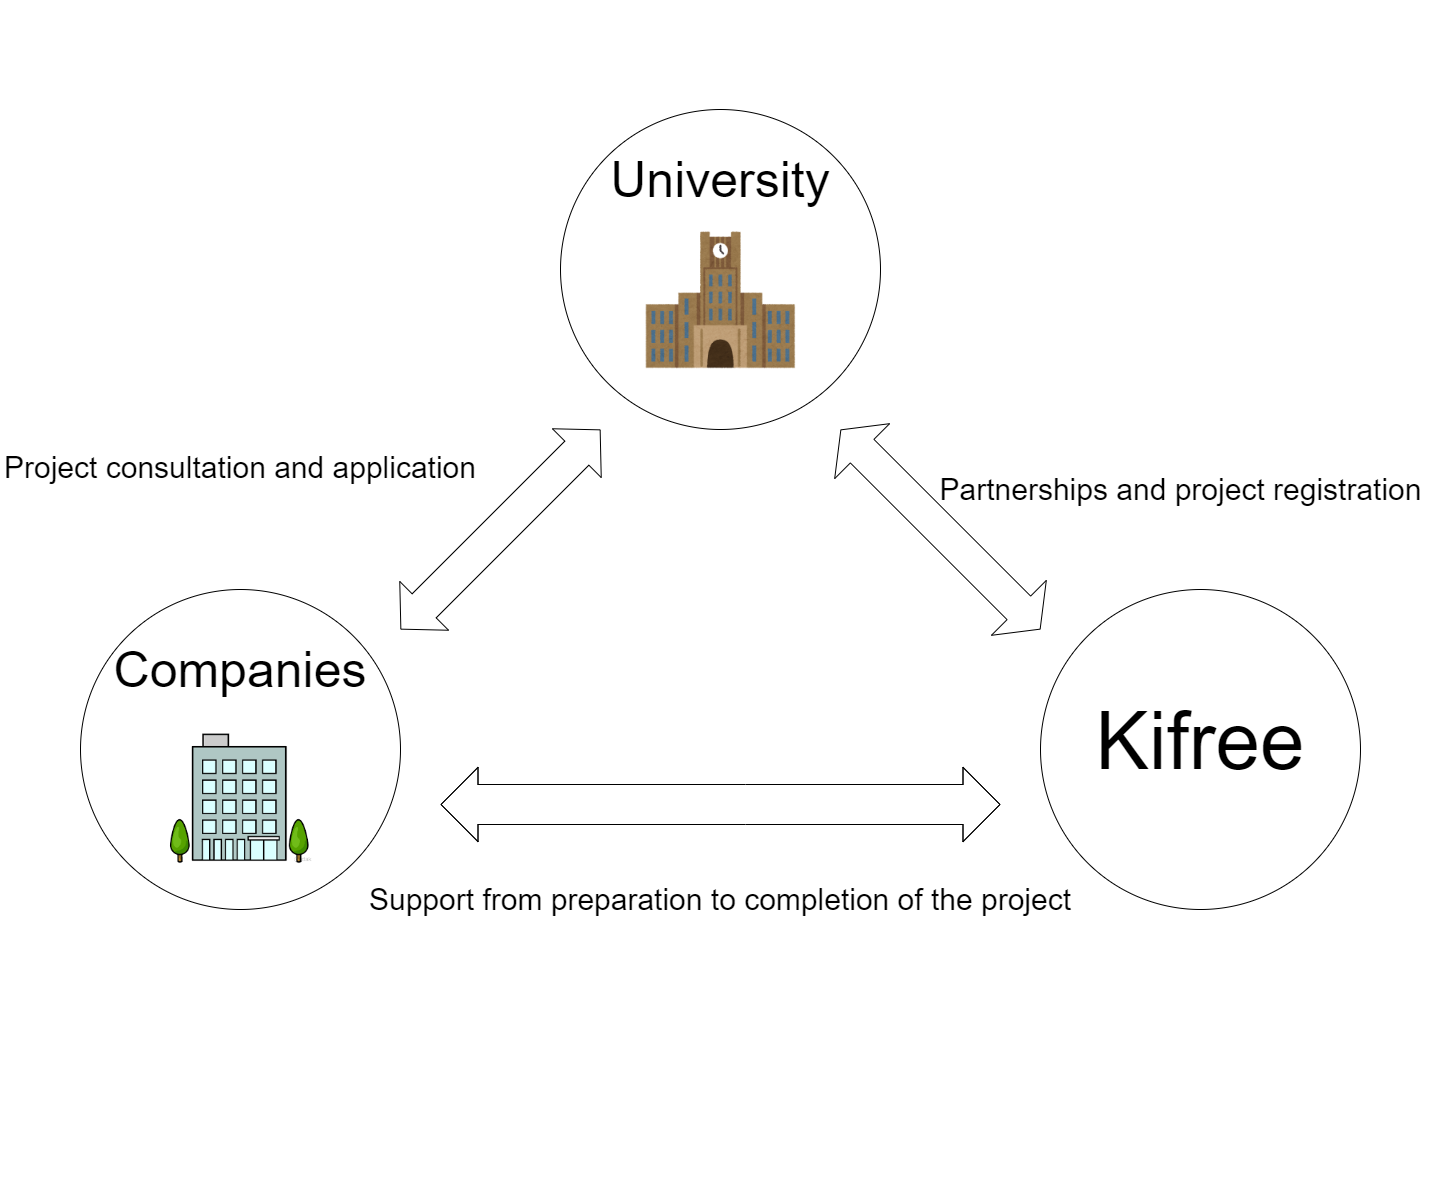 University
Project consultation and application
Partnerships and project registration
Companies
Kifree
Support from preparation to completion of the project